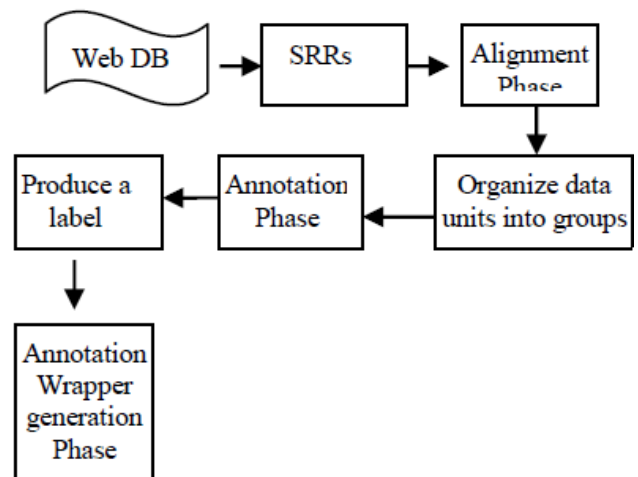 Web DB
SRRs
Alignment
Phase
Organize data
units into groups
Annotation
Phase
Produce a
label
Annotation
Wrapper
generation
Phase